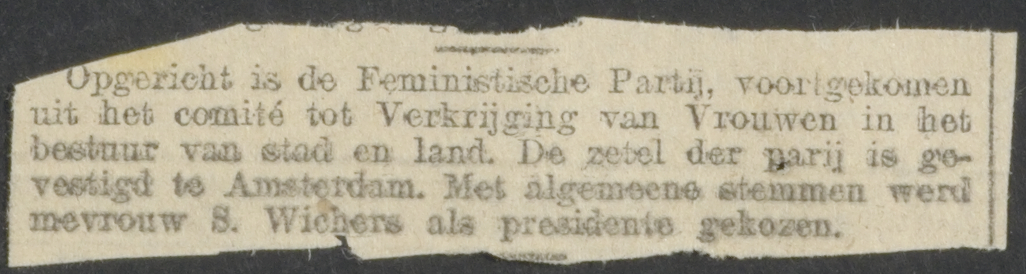 Opgericht is de Feministische Partij, voortgekomen
uit het comité tot Verkrijging van Vrouwen in het
bestuur van stad en land. De zetel der parij is ge-
vestigd te Amsterdam. Met algemeene stemmen werd
mevrouw S. Wichers als presidente gekozen.